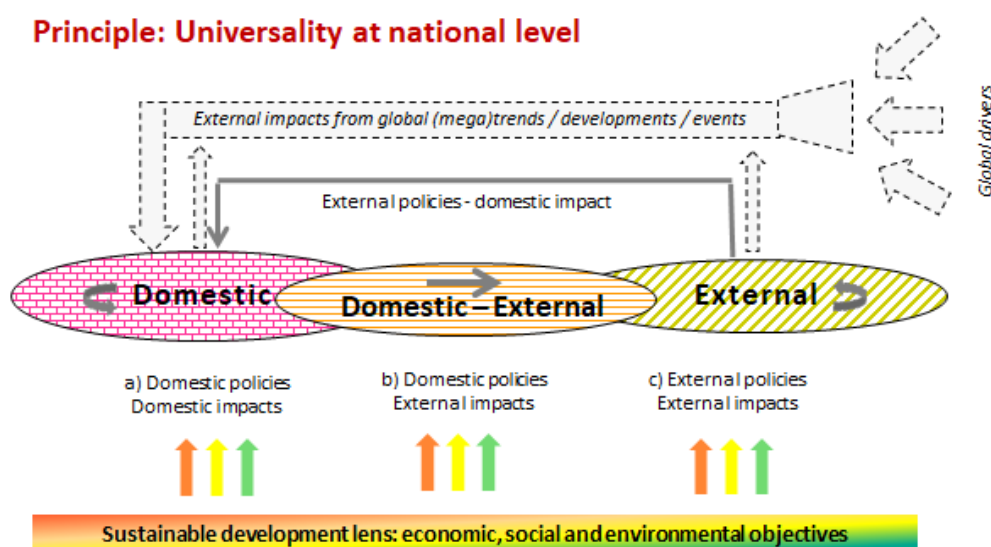 Principle: Universality at national level
External impacts from global (mega)trends / developments / events
Global drivers
External policies - domestic impact
Domestic
Domestic – External
External
a) Domestic policies
Domestic impacts
b) Domestic policies
External impacts
c) External policies
External impacts
Sustainable development lens: economic, social and environmental objectives